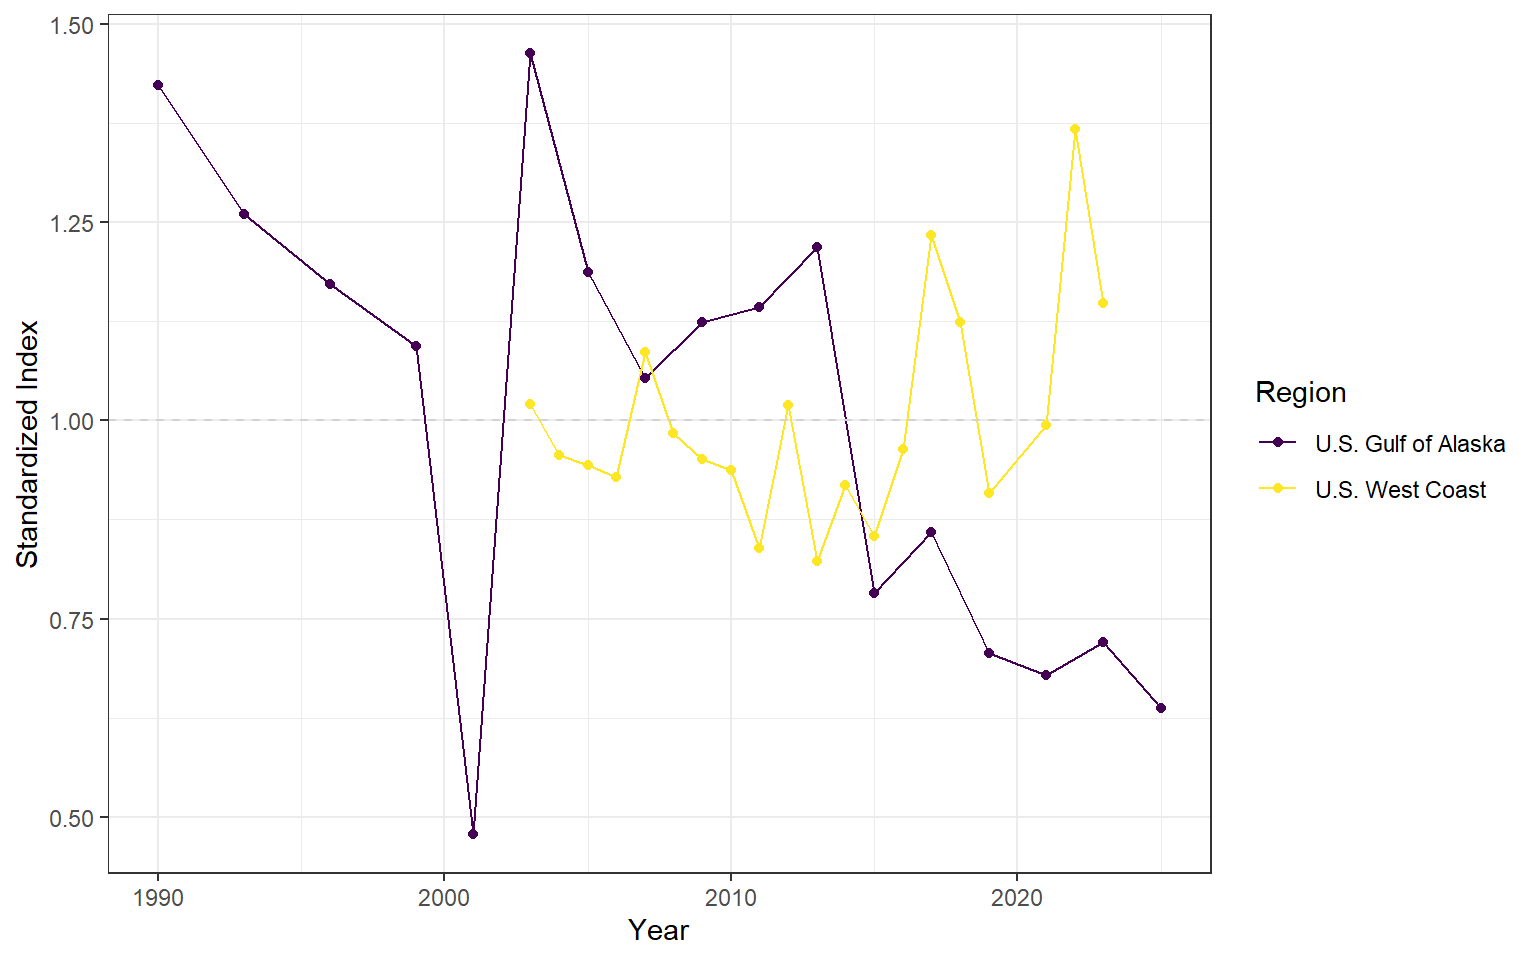 1.50
1.25
1.00
0.75
0.50
Standardized Index
1990 2000 2010 2020
Year
Region
U.S. Gulf of Alaska
U.S. West Coast